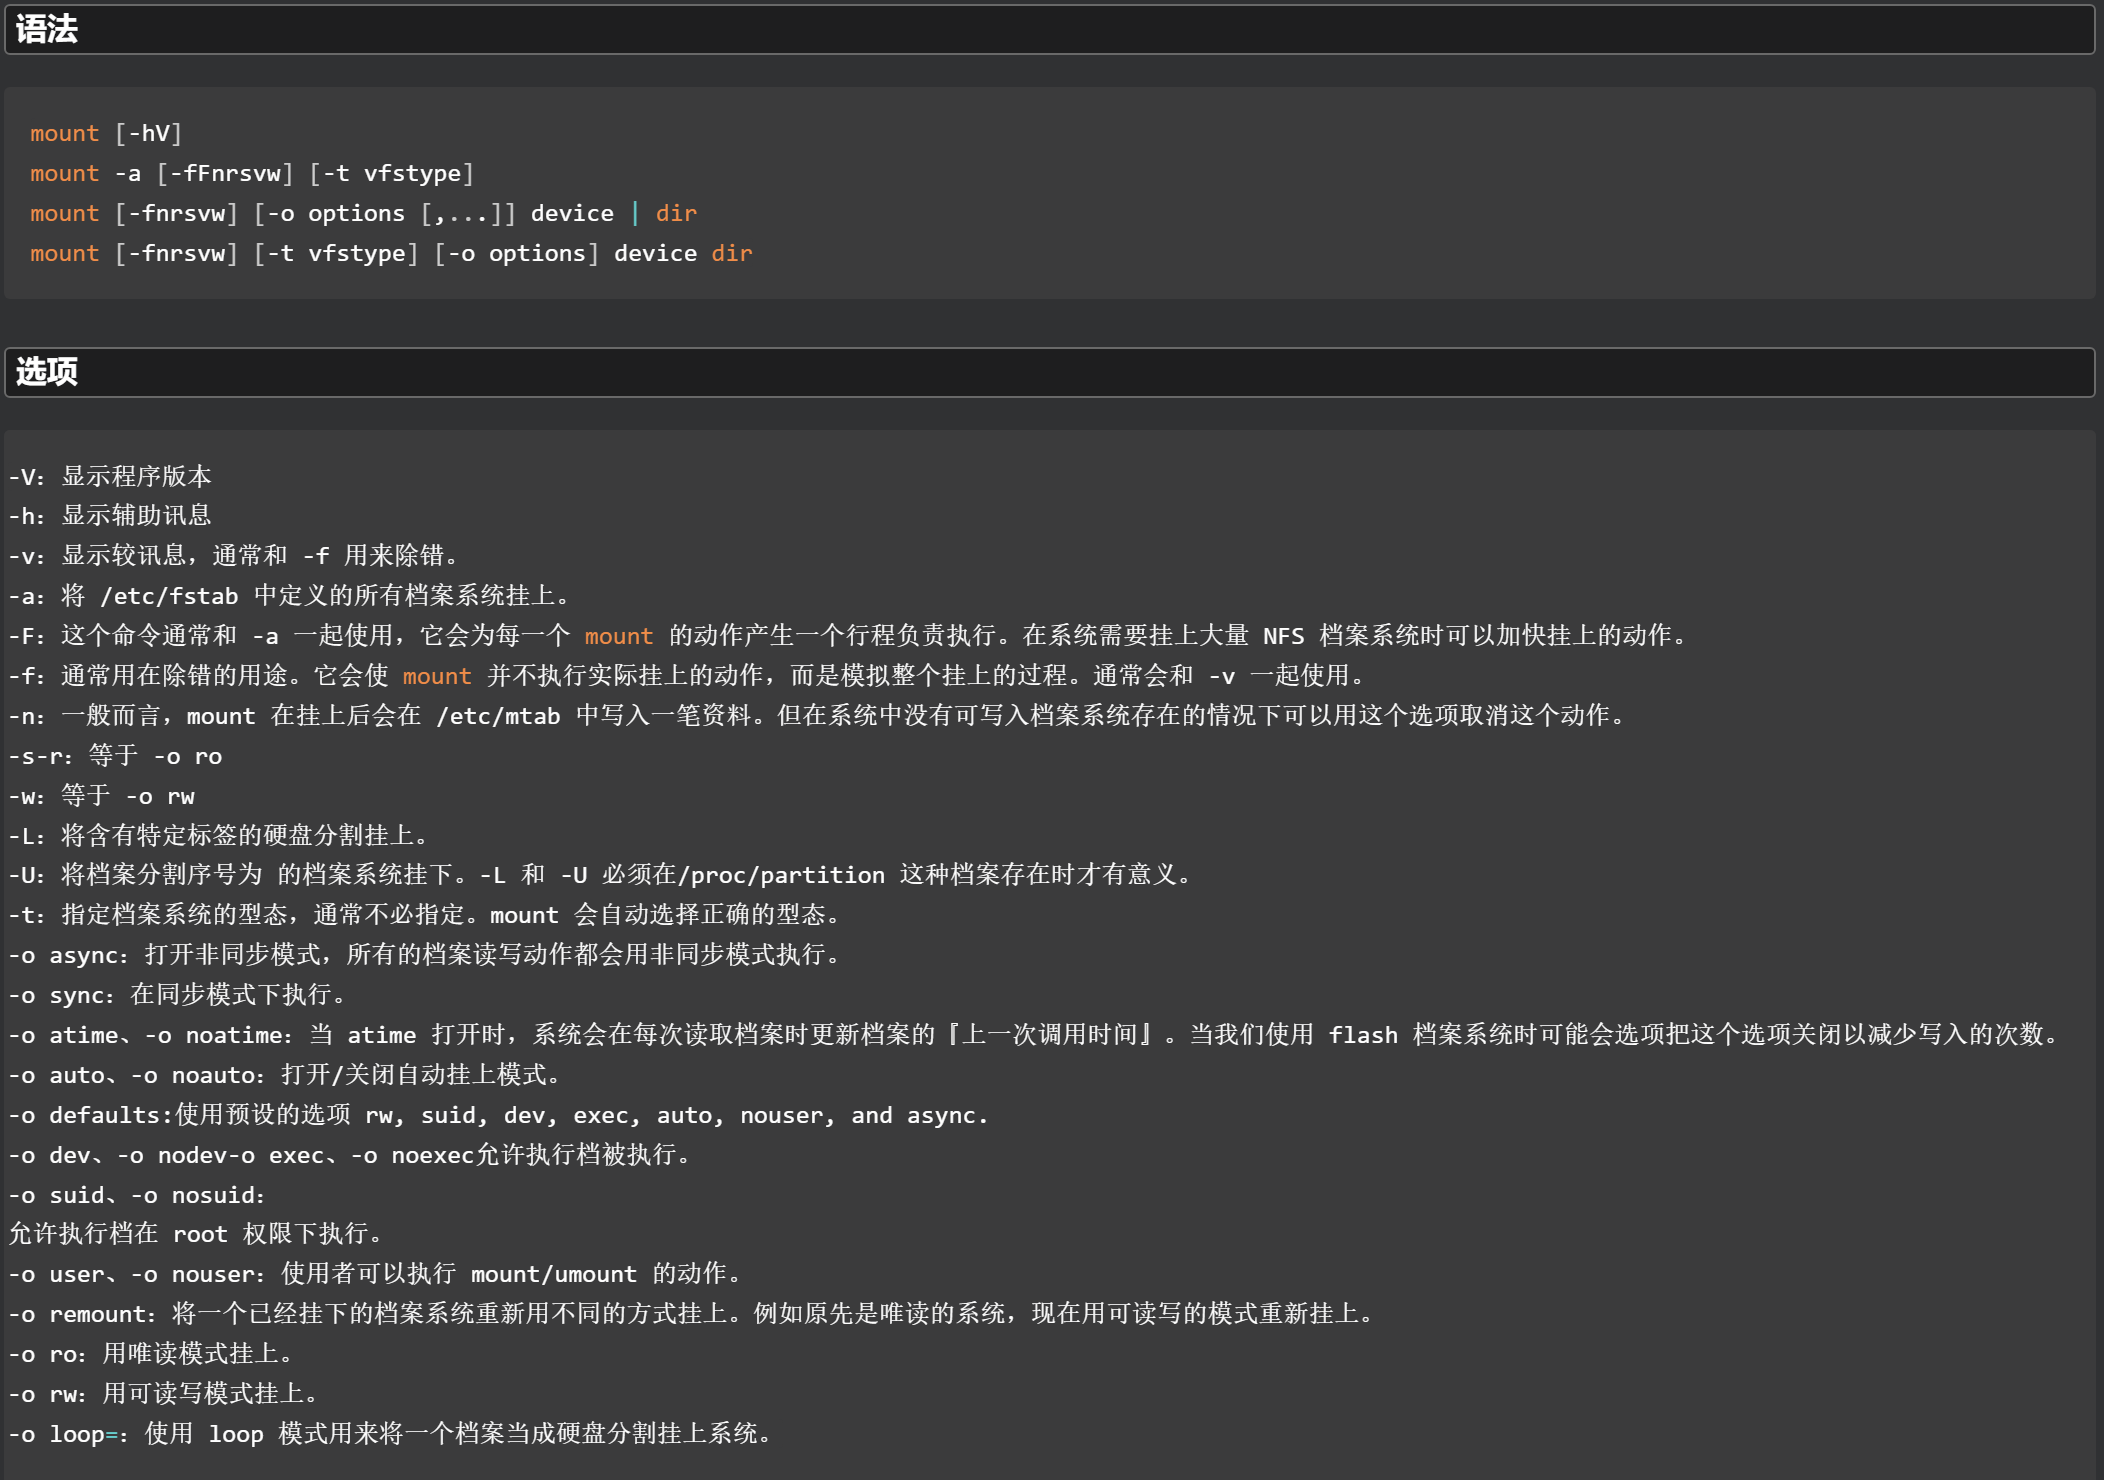 语法
mount [-hV]
mount -a [-fFnrsvw] [-t vfstype]
mount [-fnrsvw] [-o options [,...]] device | dir
mount [-fnrsvw] [-t vfstype] [-o options] device dir
选项
-V：显示程序版本
-h：显示辅助讯息
-v：显示较讯息，通常和 -f 用来除错。
-a：将 /etc/fstab 中定义的所有档案系统挂上。
-F：这个命令通常和 -a 一起使用，它会为每一个 mount 的动作产生一个行程负责执行。在系统需要挂上大量 NFS 档案系统时可以加快挂上的动作。
-f：通常用在除错的用途。它会使 mount 并不执行实际挂上的动作，而是模拟整个挂上的过程。通常会和 -v 一起使用。
-n：一般而言，mount 在挂上后会在 /etc/mtab 中写入一笔资料。但在系统中没有可写入档案系统存在的情况下可以用这个选项取消这个动作。
-s-r：等于 -o ro
-w：等于 -o rw
-L：将含有特定标签的硬盘分割挂上。
-U：将档案分割序号为 的档案系统挂下。-L 和 -U 必须在/proc/partition 这种档案存在时才有意义。
-t：指定档案系统的型态，通常不必指定。mount 会自动选择正确的型态。
-o async：打开非同步模式，所有的档案读写动作都会用非同步模式执行。
-o sync：在同步模式下执行。
-o atime、-o noatime：当 atime 打开时，系统会在每次读取档案时更新档案的『上一次调用时间』。当我们使用 flash 档案系统时可能会选项把这个选项关闭以减少写入的次数。
-o auto、-o noauto：打开/关闭自动挂上模式。
-o defaults:使用预设的选项 rw, suid, dev, exec, auto, nouser, and async.
-o dev、-o nodev-o exec、-o noexec允许执行档被执行。
-o suid、-o nosuid：
允许执行档在 root 权限下执行。
-o user、-o nouser：使用者可以执行 mount/umount 的动作。
-o remount：将一个已经挂下的档案系统重新用不同的方式挂上。例如原先是唯读的系统，现在用可读写的模式重新挂上。
-o ro：用唯读模式挂上。
-o rw：用可读写模式挂上。
-o loop=：使用 loop 模式用来将一个档案当成硬盘分割挂上系统。